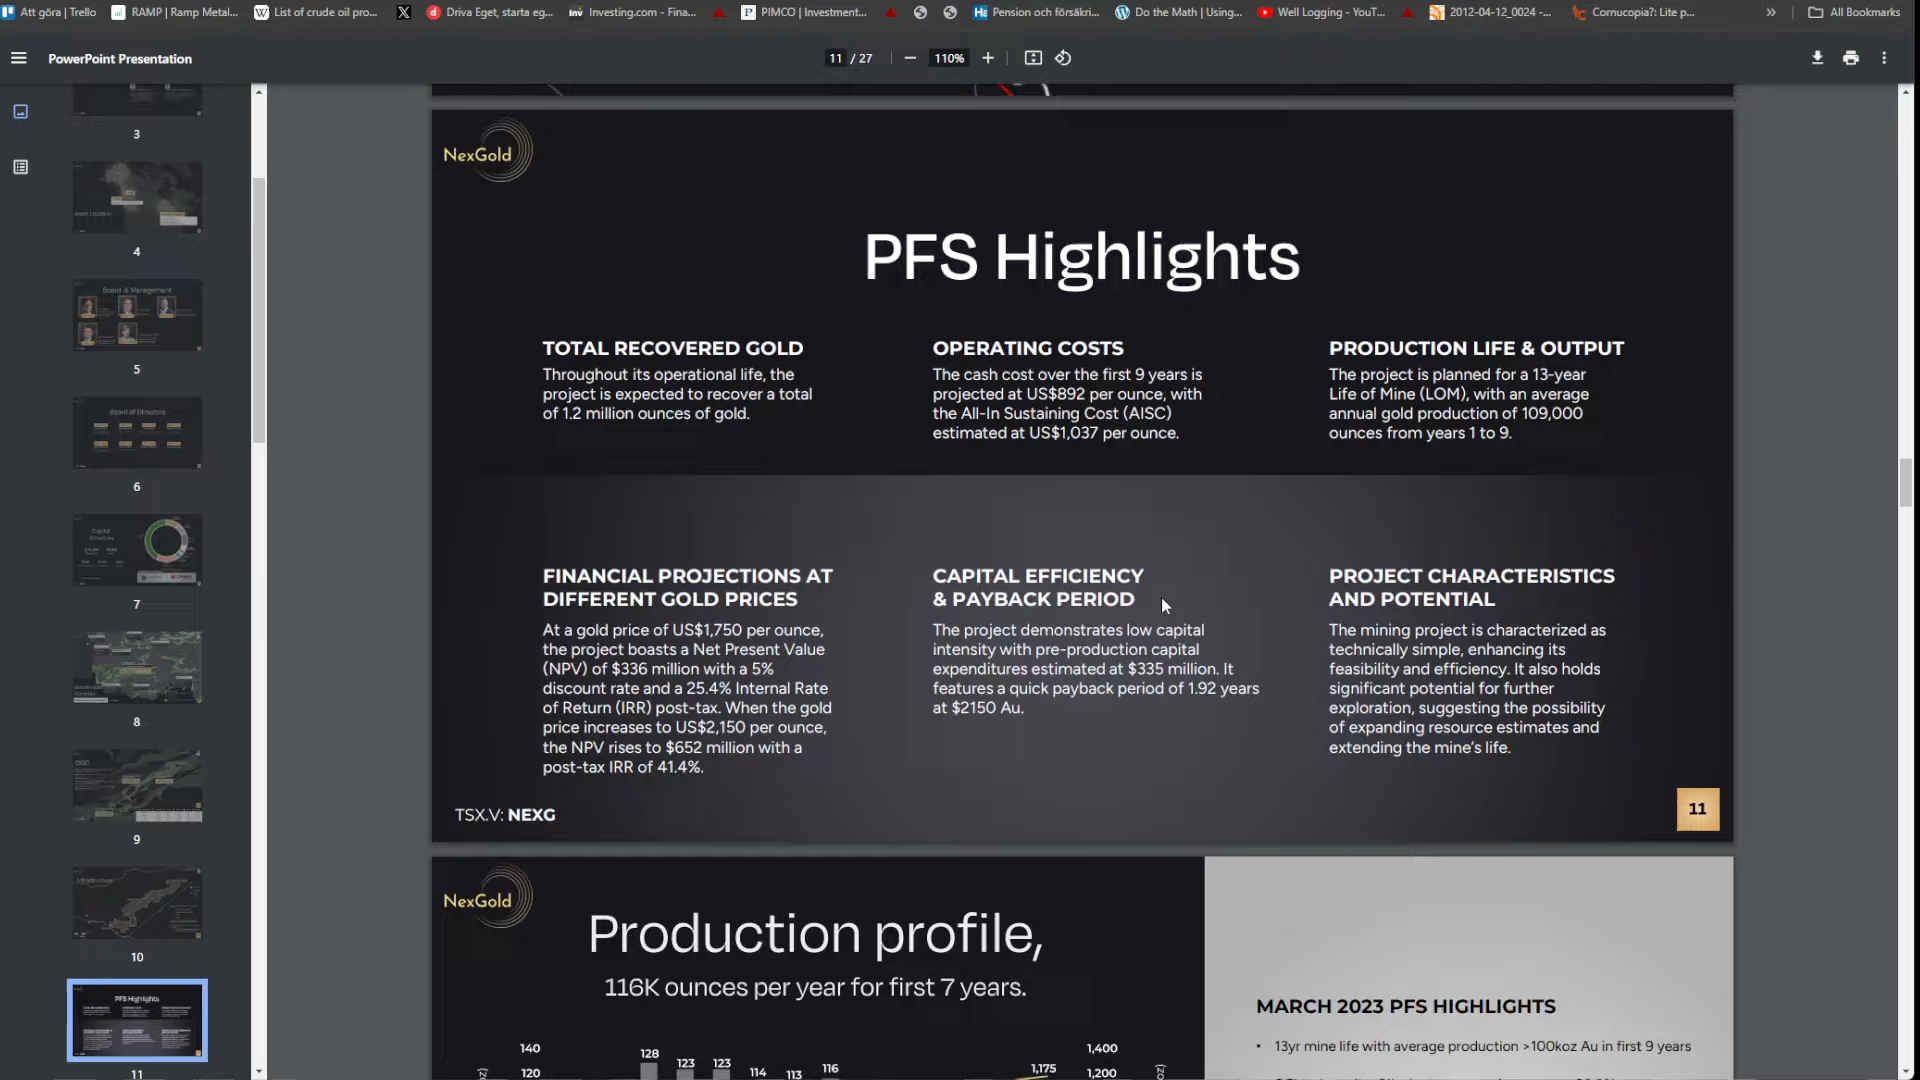 Att göra | Trello
RAMP | Ramp Metal...
List of crude oil pro...
Driva Eget, starta eg...
Investing.com - Fina...
PIMCO | Investment...
Pension och försäkri...
Do the Math | Using...
Well Logging - YouT...
2012-04-12_0024 -...
Cornucopia?: Lite p...
»
All Bookmarks
PowerPoint Presentation
11 / 27
110%
3
Asset Location
4
Board & Management
5
Board of Directors
6
Capital
Structure
7
8
9
Infrastructure
10
PFS Highlights
11
NexGold
PFS Highlights
TOTAL RECOVERED GOLD
Throughout its operational life, the
project is expected to recover a total
of 1.2 million ounces of gold.
OPERATING COSTS
The cash cost over the first 9 years is
projected at US$892 per ounce, with
the All-In Sustaining Cost (AISC)
estimated at US$1,037 per ounce.
PRODUCTION LIFE & OUTPUT
The project is planned for a 13-year
Life of Mine (LOM), with an average
annual gold production of 109,000
ounces from years 1 to 9.
FINANCIAL PROJECTIONS AT
DIFFERENT GOLD PRICES
At a gold price of US$1,750 per ounce,
the project boasts a Net Present Value
(NPV) of $336 million with a 5%
discount rate and a 25.4% Internal Rate
of Return (IRR) post-tax. When the gold
price increases to US$2,150 per ounce,
the NPV rises to $652 million with a
post-tax IRR of 41.4%.
CAPITAL EFFICIENCY
& PAYBACK PERIOD
The project demonstrates low capital
intensity with pre-production capital
expenditures estimated at $335 million. It
features a quick payback period of 1.92 years
at $2150 Au.
PROJECT CHARACTERISTICS
AND POTENTIAL
The mining project is characterized as
technically simple, enhancing its
feasibility and efficiency. It also holds
significant potential for further
exploration, suggesting the possibility
of expanding resource estimates and
extending the mine's life.
TSX.V: NEXG
11
NexGold
Production profile,
116K ounces per year for first 7 years.
140
120
128
123
123
114
113
116
1,175
1,400
1,200
MARCH 2023 PFS HIGHLIGHTS
• 13yr mine life with average production >100koz Au in first 9 years